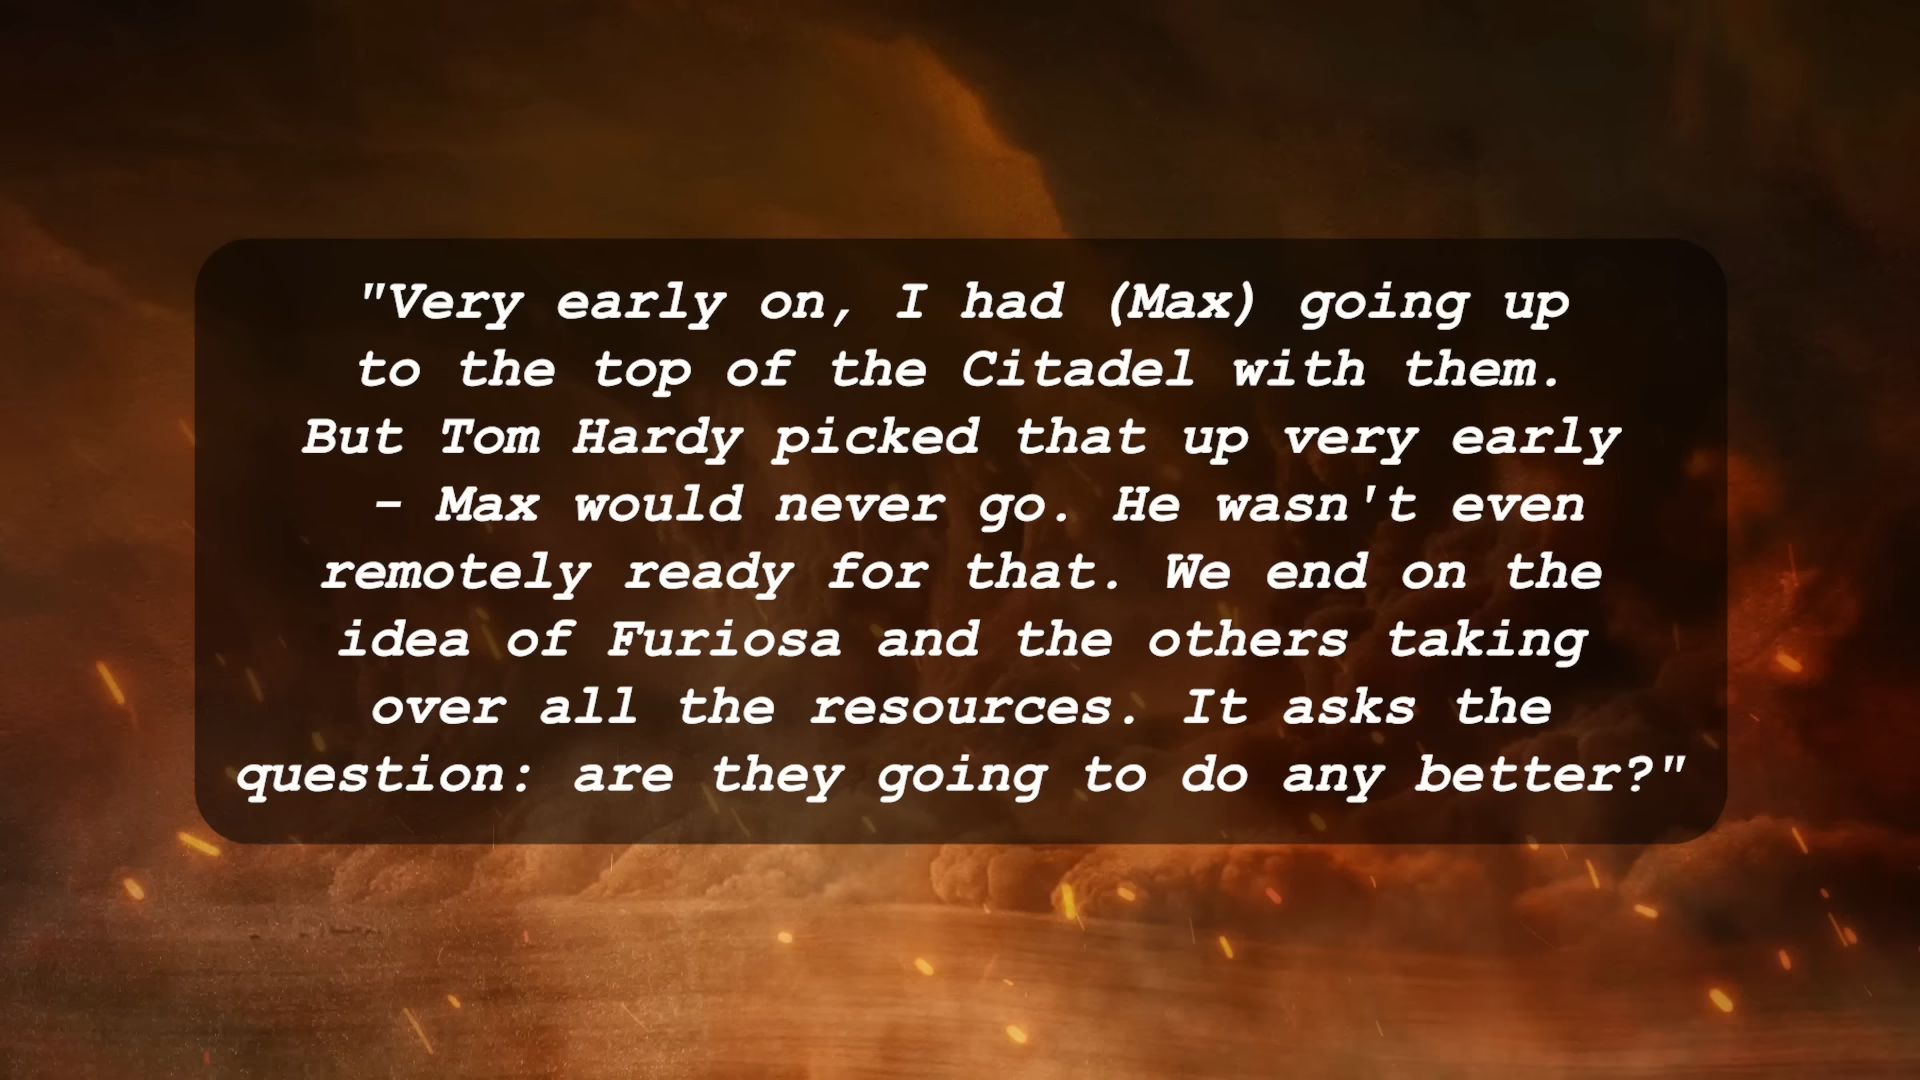 "Very early on, I had (Max) going up
to the top of the Citadel with them.
But Tom Hardy picked that up very early
- Max would never go. He wasn't even
remotely ready for that. We end on the
idea of Furiosa and the others taking
over all the resources. It asks the
question: are they going to do any better?"